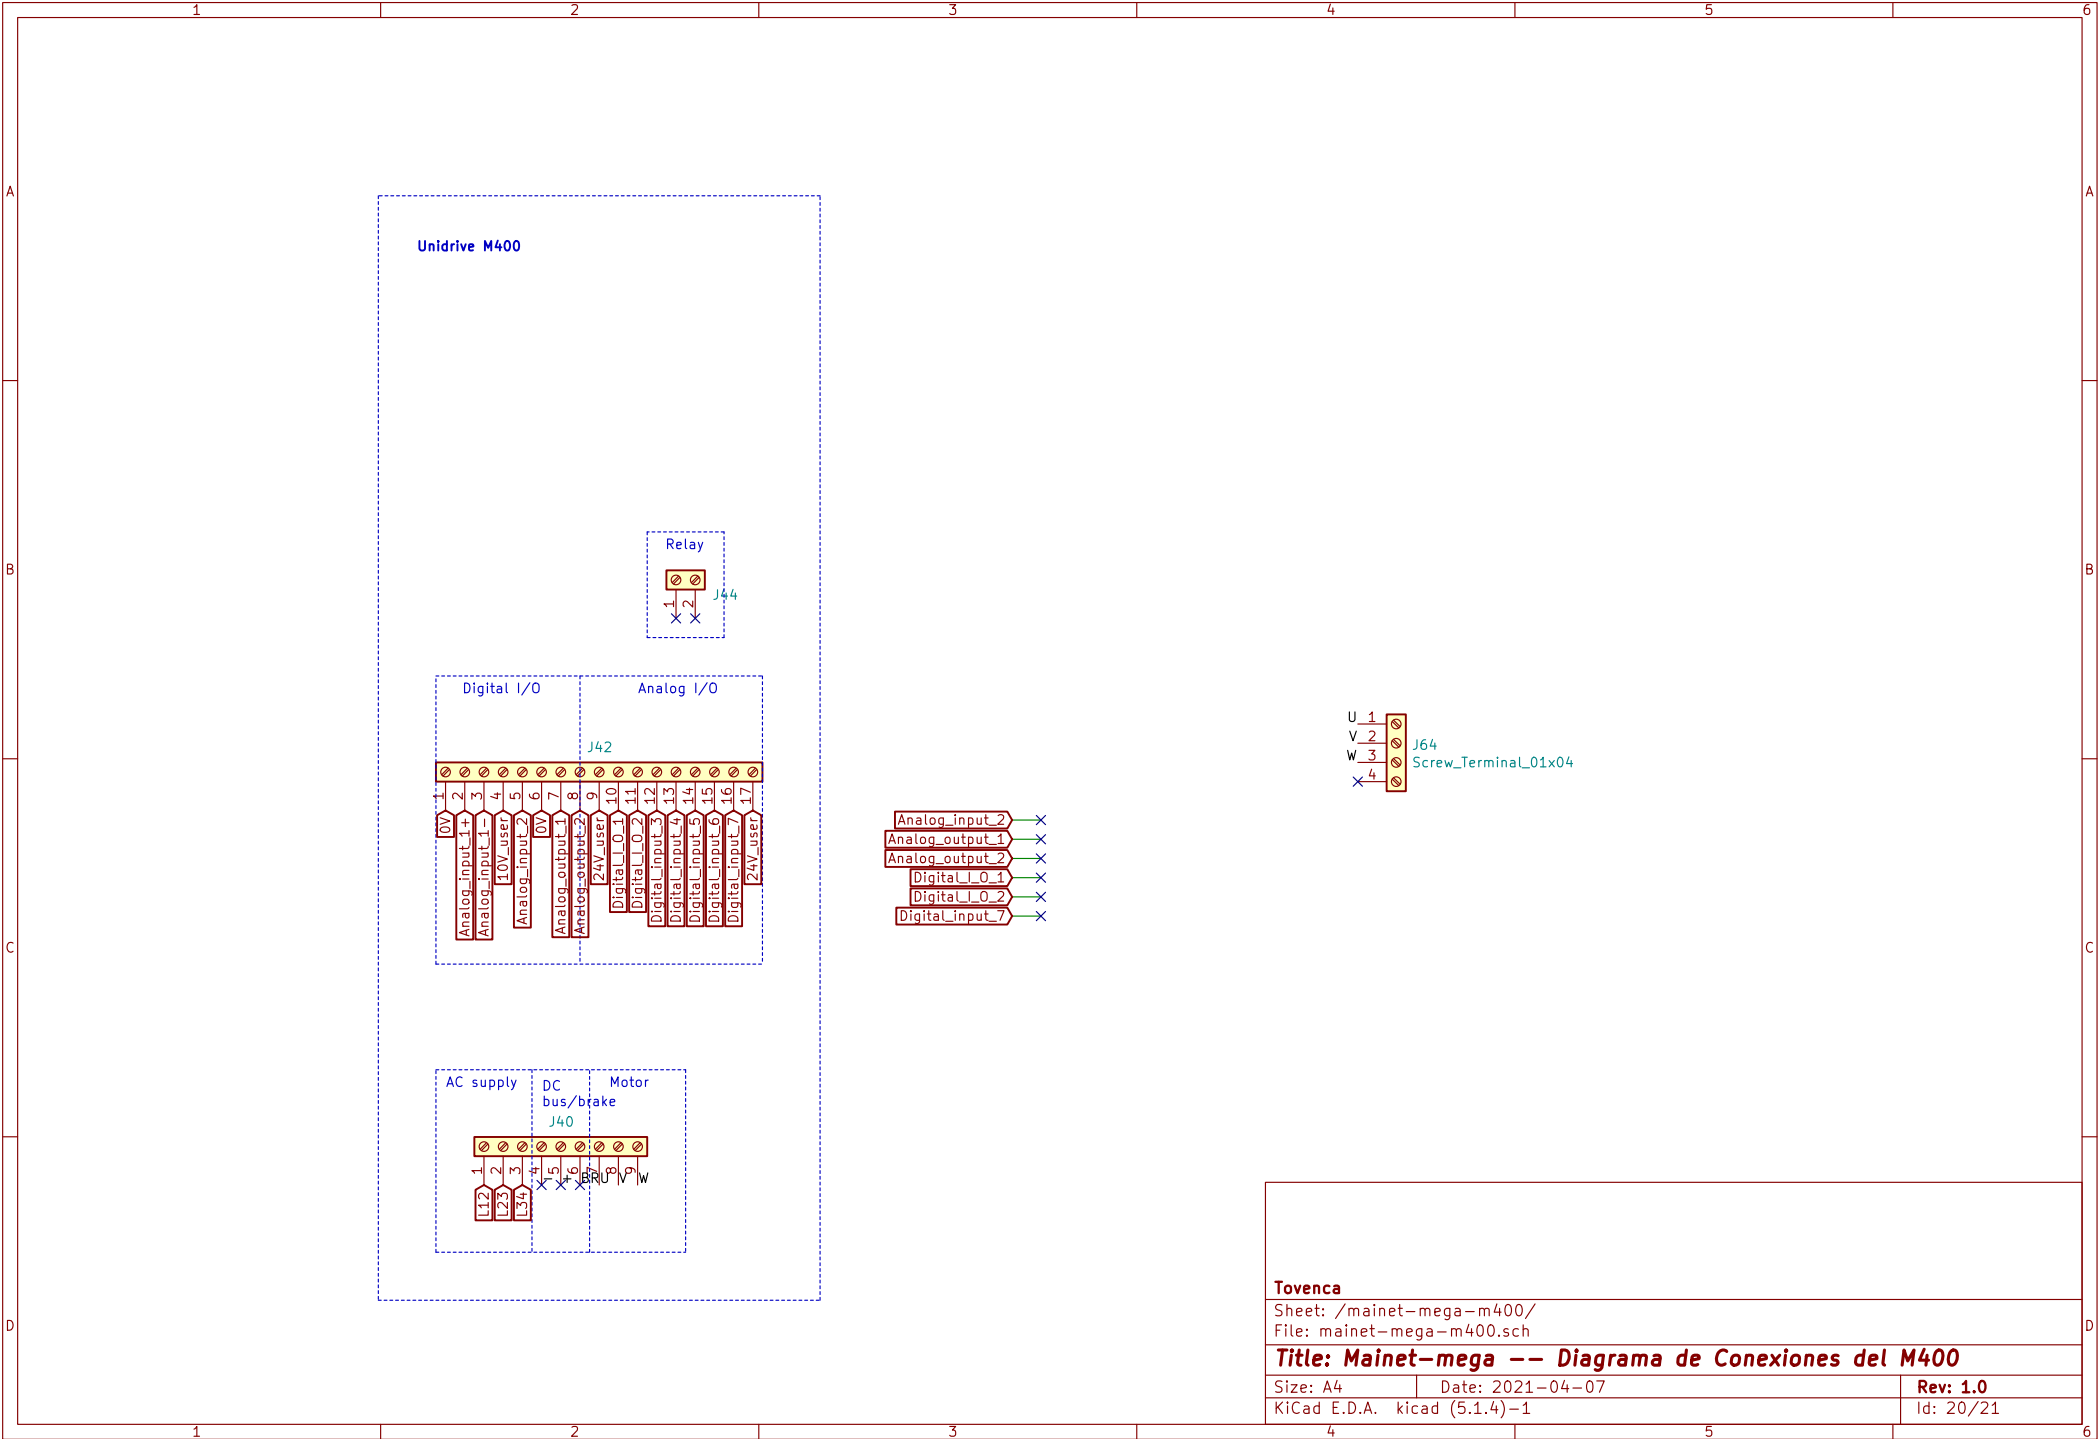 1 2 3 4 5 6
A A
Unidrive M400
B B
Relay
J44
1 2
Digital I/O Analog I/O
J42
1 2 3 4 5 6 7 8 9 10 11 12 13 14 15 16 17
0V
Analog_input_1+
Analog_input_1-
10V_user
Analog_input_2
0V
Analog_output_1
Analog_output_2
24V_user
Digital_I_O_1
Digital_I_O_2
Digital_input_3
Digital_input_4
Digital_input_5
Digital_input_6
Digital_input_7
24V_user
Analog_input_2
Analog_output_1
Analog_output_2
Digital_I_O_1
Digital_I_O_2
Digital_input_7
U 1
V 2
W 3
4
J64
Screw_Terminal_01x04
C C
AC supply
DC
bus/brake
Motor
J40
1 2 3 4 5 6 7 8 9
- + BR U V W
L12
L23
L34
D D
Tovenca
Sheet: /mainet-mega-m400/
File: mainet-mega-m400.sch
Title: Mainet-mega -- Diagrama de Conexiones del M400
Size: A4 Date: 2021-04-07 Rev: 1.0
KiCad E.D.A. kicad (5.1.4)-1 Id: 20/21
1 2 3 4 5 6